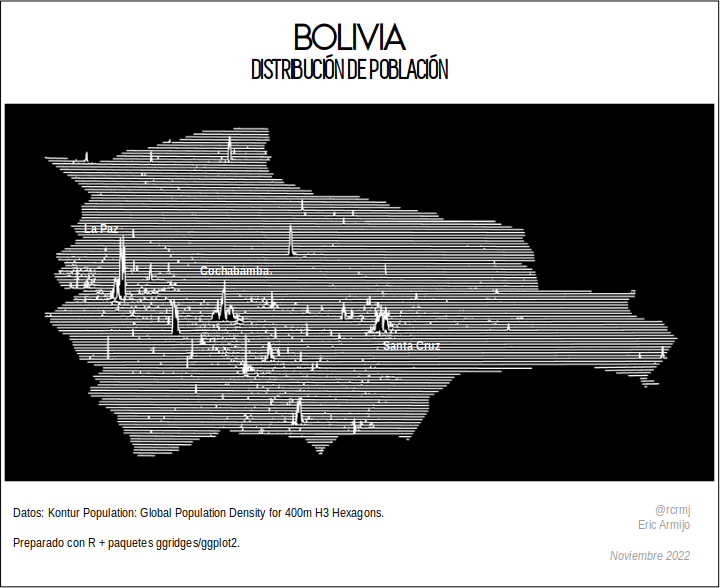 BOLIVIA
DISTRIBUCIÓN DE POBLACIÓN
La Paz
Cochabamba
Santa Cruz
Datos: Kontur Population: Global Population Density for 400m H3 Hexagons.
Preparado con R + paquetes ggridges/ggplot2.
@rcrmj
Eric Armijo
Noviembre 2022